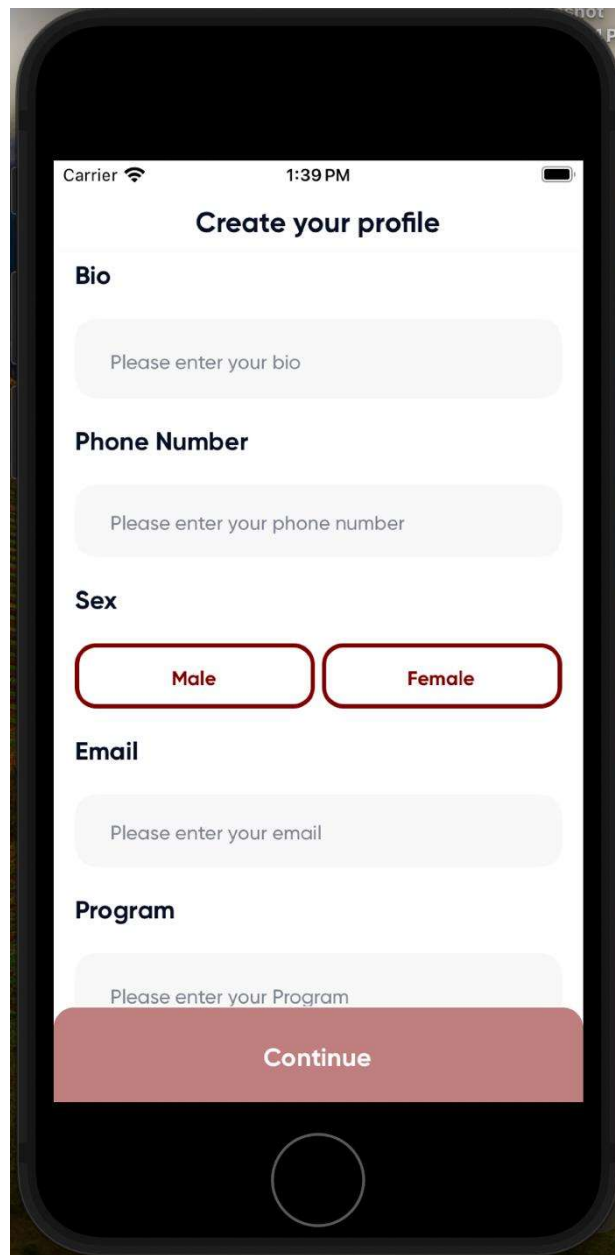 shot
Carrier 1:39 PM
Create your profile
Bio
Please enter your bio
Phone Number
Please enter your phone number
Sex
Male Female
Email
Please enter your email
Program
Please enter your Program
Continue